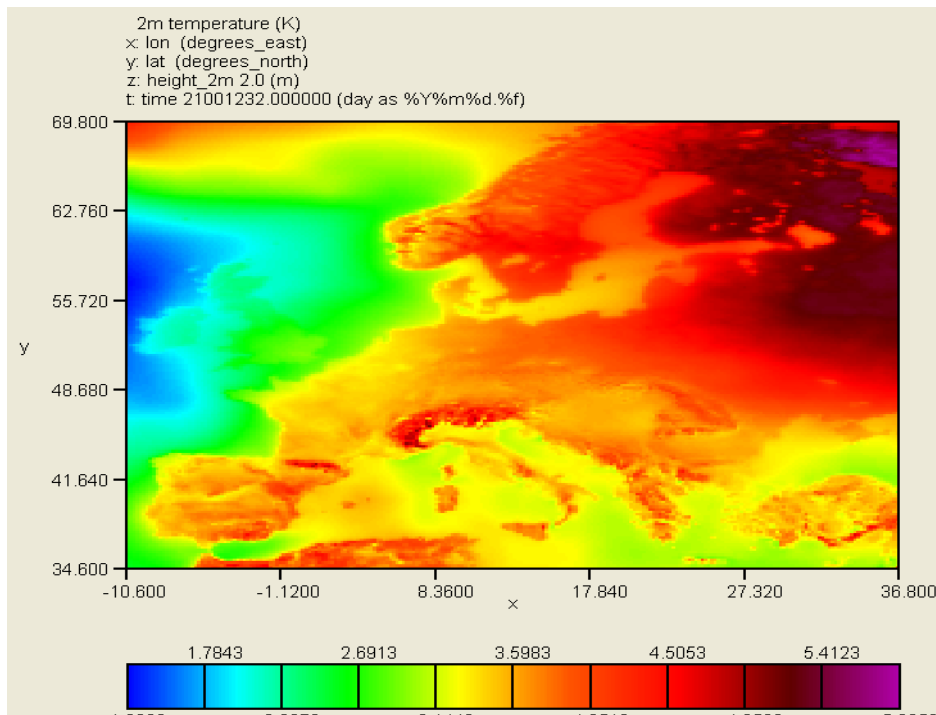 2m temperature (K)
x: lon (degrees_east)
y: lat (degrees_north)
z: height_2m 2.0 (m)
t: time 21001232.000000 (day as %Y%m%d.%f)
69.800
62.760
55.720
y
48.680
41.640
34.600
-10.600 -1.1200 8.3600 17.840 27.320 36.800
x
1.7843 2.6913 3.5983 4.5053 5.4123